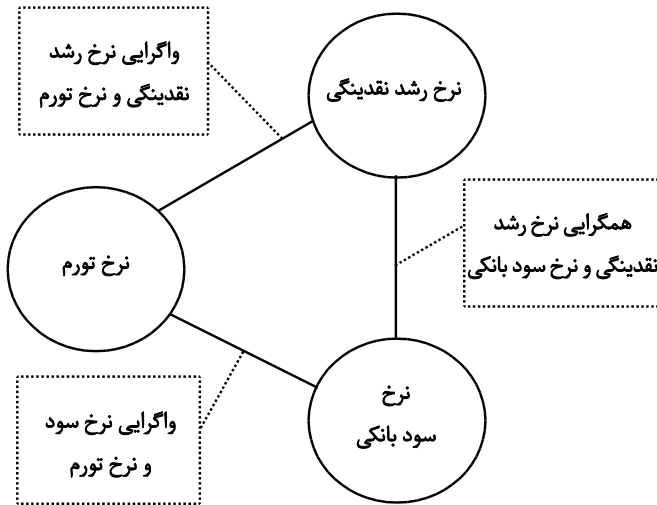 واگرایی نرخ رشد
نقدینگی و نرخ تورم
نرخ رشد نقدینگی
همگرایی نرخ رشد
نقدینگی و نرخ سود بانکی
نرخ تورم
نرخ
سود بانکی
واگرایی نرخ سود
و نرخ تورم